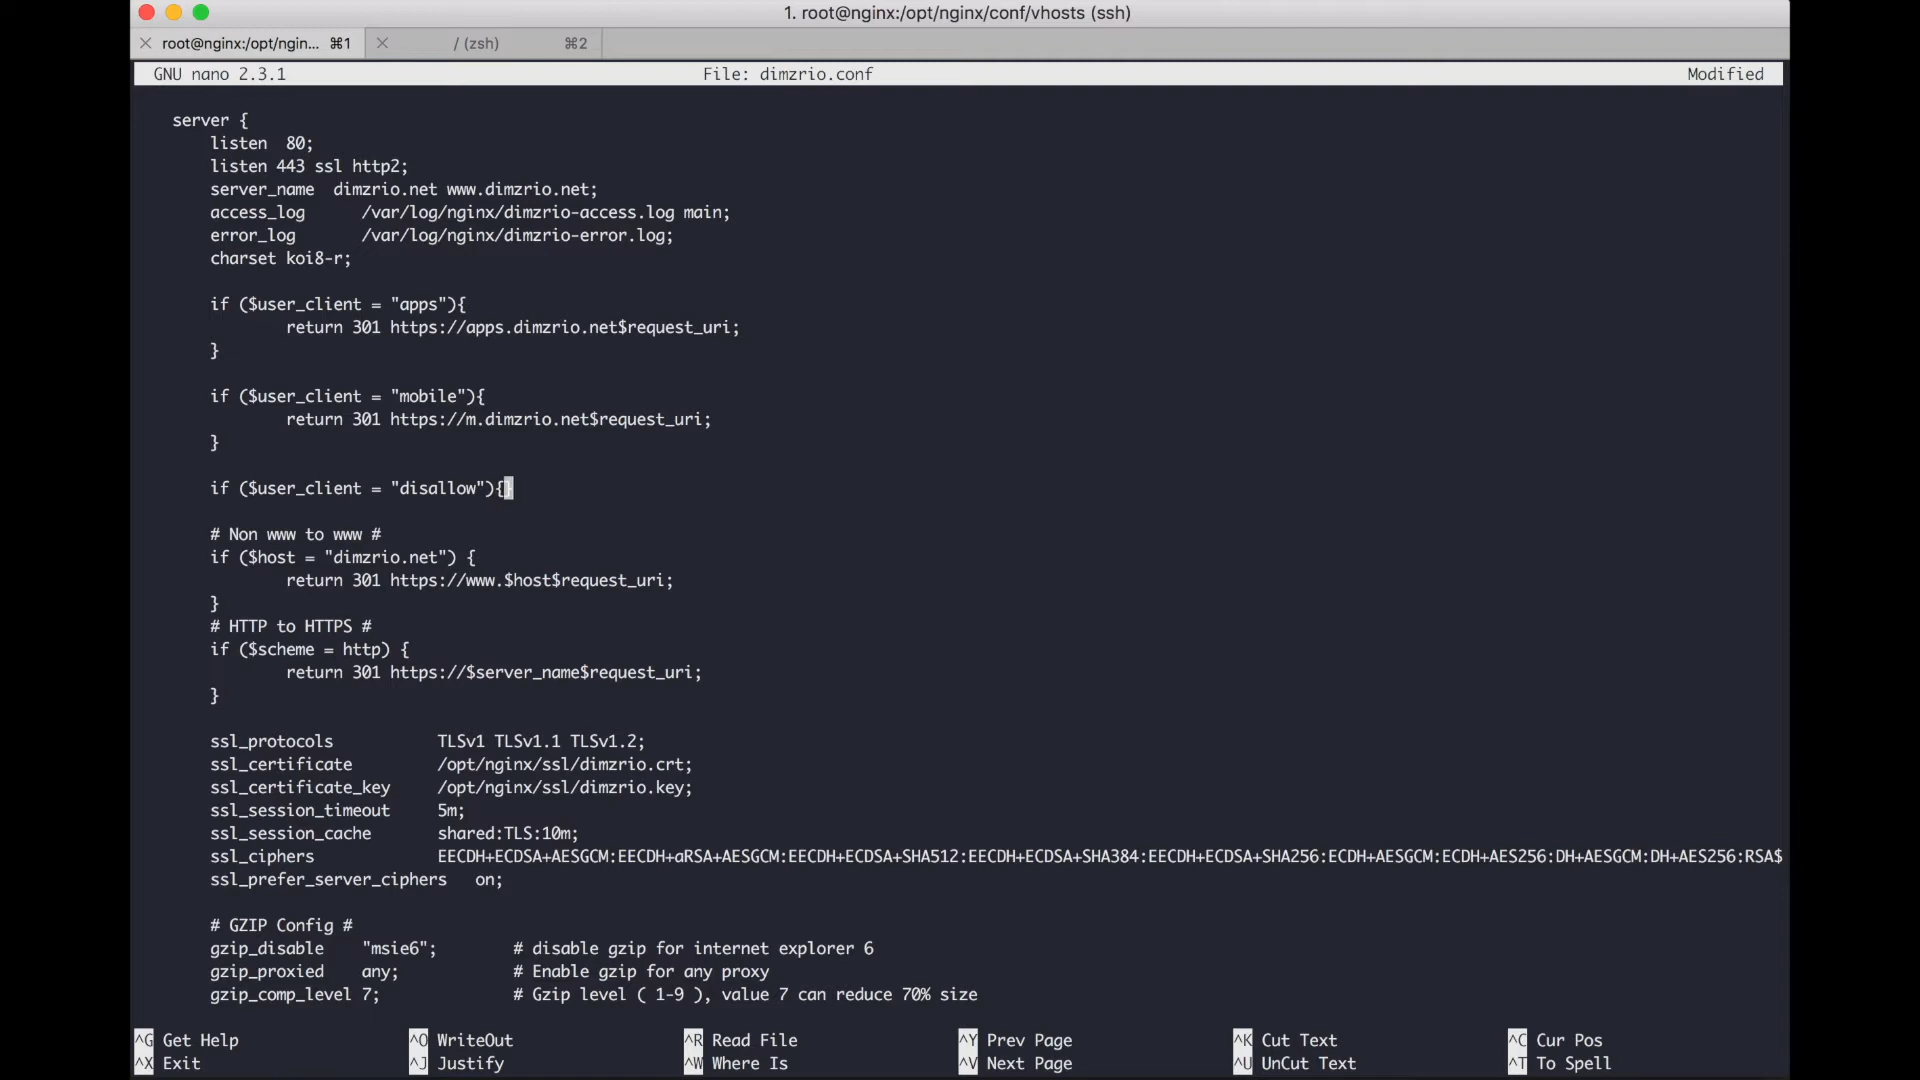 1. root@nginx:/opt/nginx/conf/vhosts (ssh)
root@nginx:/opt/ngin... ⌘1 / (zsh) ⌘2
GNU nano 2.3.1 File: dimzrio.conf Modified
server {
listen 80;
listen 443 ssl http2;
server_name dimzrio.net www.dimzrio.net;
access_log /var/log/nginx/dimzrio-access.log main;
error_log /var/log/nginx/dimzrio-error.log;
charset koi8-r;
if ($user_client = "apps"){
return 301 https://apps.dimzrio.net$request_uri;
}
if ($user_client = "mobile"){
return 301 https://m.dimzrio.net$request_uri;
}
if ($user_client = "disallow"){}
# Non www to www #
if ($host = "dimzrio.net") {
return 301 https://www.$host$request_uri;
}
# HTTP to HTTPS #
if ($scheme = http) {
return 301 https://$server_name$request_uri;
}
ssl_protocols TLSv1 TLSv1.1 TLSv1.2;
ssl_certificate /opt/nginx/ssl/dimzrio.crt;
ssl_certificate_key /opt/nginx/ssl/dimzrio.key;
ssl_session_timeout 5m;
ssl_session_cache shared:TLS:10m;
ssl_ciphers EECDH+ECDSA+AESGCM:EECDH+aRSA+AESGCM:EECDH+ECDSA+SHA512:EECDH+ECDSA+SHA384:EECDH+ECDSA+SHA256:ECDH+AESGCM:ECDH+AES256:DH+AESGCM:DH+AES256:RSA$
ssl_prefer_server_ciphers on;
# GZIP Config #
gzip_disable "msie6"; # disable gzip for internet explorer 6
gzip_proxied any; # Enable gzip for any proxy
gzip_comp_level 7; # Gzip level ( 1-9 ), value 7 can reduce 70% size
^G Get Help ^O WriteOut ^R Read File ^Y Prev Page ^K Cut Text ^C Cur Pos
^X Exit ^J Justify ^W Where Is ^V Next Page ^U UnCut Text ^T To Spell